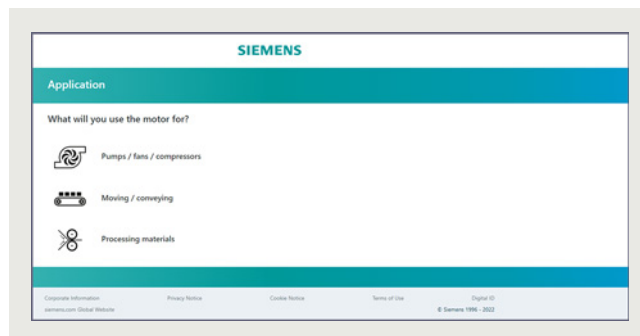 SIEMENS
Application
What will you use the motor for?
Pumps / fans / compressors
Moving / conveying
Processing materials
Corporate Information Privacy Notice Cookie Notice Terms of Use Digital ID
siemens.com Global Website © Siemens 1996 - 2022